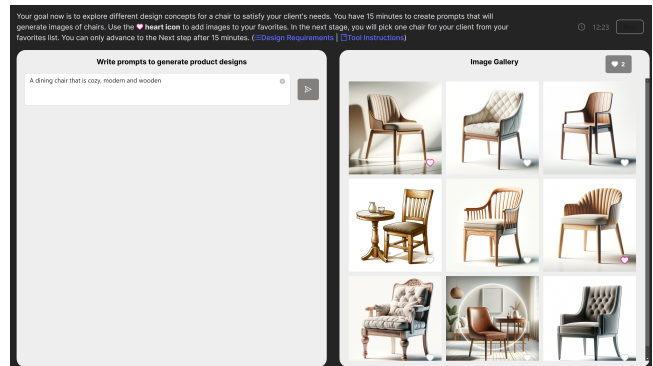 Your goal now is to explore different design concepts for a chair to satisfy your client's needs. You have 15 minutes to create prompts that will
generate images of chairs. Use the heart icon to add images to your favorites. In the next stage, you will pick one chair for your client from your
favorites list. You can only advance to the Next step after 15 minutes. (Design Requirements | Tool Instructions)
12:23
Write prompts to generate product designs
A dining chair that is cozy, modern and wooden
Image Gallery
2